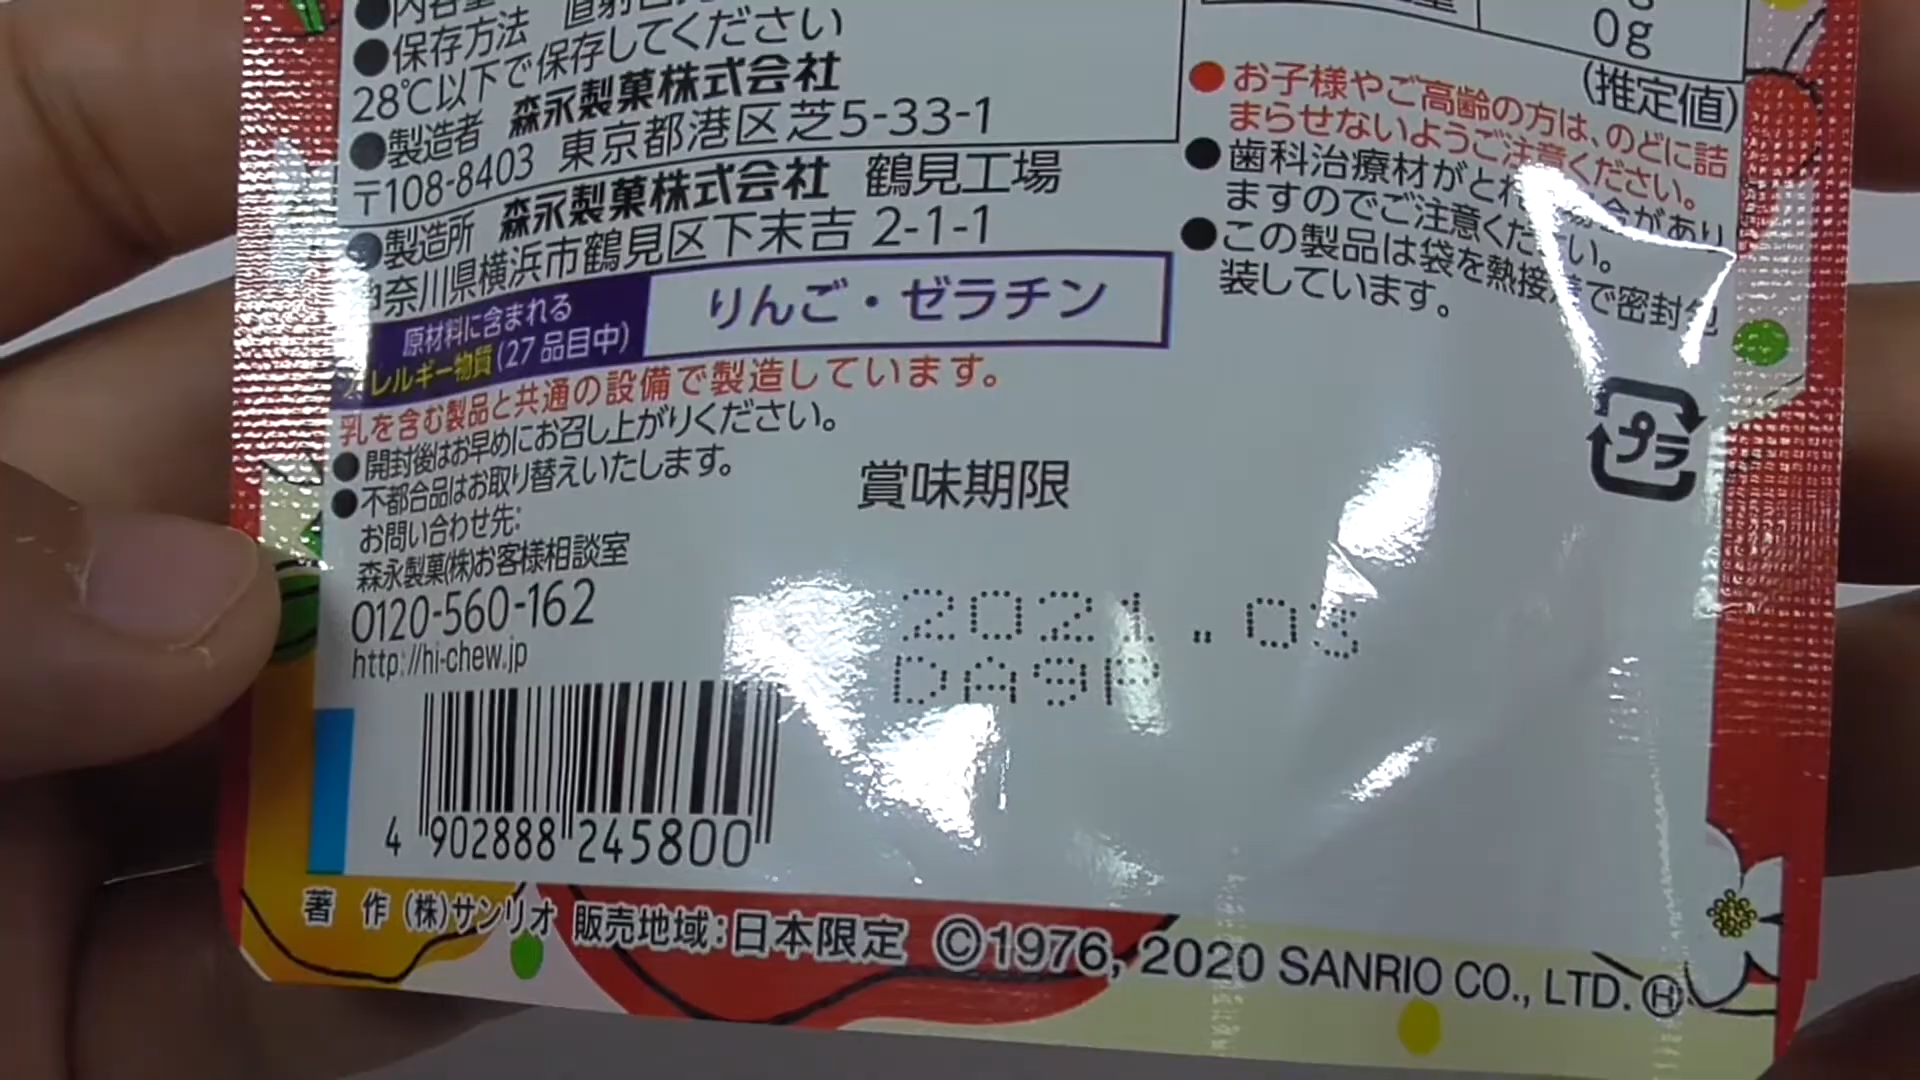 ●内容量
●保存方法 直射日光
28℃以下で保存してください
●製造者 森永製菓株式会社
〒108-8403 東京都港区芝5-33-1
●製造所 森永製菓株式会社 鶴見工場
神奈川県横浜市鶴見区下末吉 2-1-1
原材料に含まれる
アレルギー物質(27品目中)
りんご・ゼラチン
乳を含む製品と共通の設備で製造しています。
●開封後はお早めにお召し上がりください。
●不都合品はお取り替えいたします。
お問い合わせ先:
森永製菓(株)お客様相談室
0120-560-162
http://hi-chew.jp
4 902888 245800
0g
(推定値)
●お子様やご高齢の方は、のどに詰
まらせないようご注意ください。
●歯科治療材がとれる場合があり
ますのでご注意ください。
●この製品は袋を熱接着で密封包
装しています。
プラ
賞味期限
2021.03
DA9P
著 作 (株)サンリオ 販売地域:日本限定 ©1976, 2020 SANRIO CO., LTD. Ⓗ